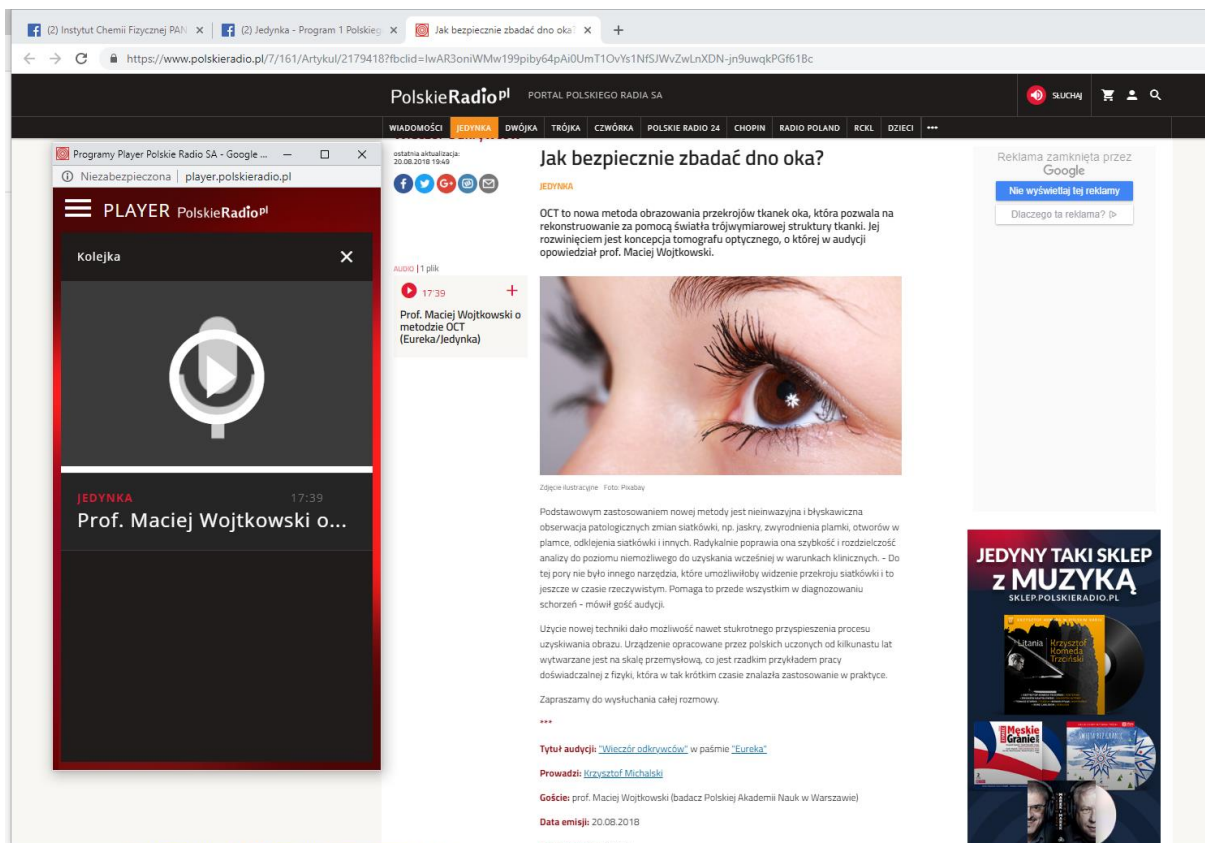 (2) Instytut Chemii Fizycznej PAN
(2) Jedynka - Program 1 Polskieg
Jak bezpiecznie zbadać dno oka?
https://www.polskieradio.pl/7/161/Artykul/2179418?fbclid=IwAR3oniWMw199piby64pAi0UmT1OvYs1NfSJWvZwLnXDN-jn9uwqkPGf61Bc
PolskieRadio.pl PORTAL POLSKIEGO RADIA SA
SŁUCHAJ
WIADOMOŚCI JEDYNKA DWÓJKA TRÓJKA CZWÓRKA POLSKIE RADIO 24 CHOPIN RADIO POLAND RCKL DZIECI •••
Programy Player Polskie Radio SA - Google ...
Niezabezpieczona | player.polskieradio.pl
PLAYER PolskieRadio.pl
Kolejka
JEDYNKA 17:39
Prof. Maciej Wojtkowski o...
ostatnia aktualizacja:
20.08.2018 19:49
AUDIO | 1 plik
17'39
Prof. Maciej Wojtkowski o
metodzie OCT
(Eureka/Jedynka)
Jak bezpiecznie zbadać dno oka?
JEDYNKA
OCT to nowa metoda obrazowania przekrojów tkanek oka, która pozwala na
rekonstruowanie za pomocą światła trójwymiarowej struktury tkanki. Jej
rozwinięciem jest koncepcja tomografu optycznego, o której w audycji
opowiedział prof. Maciej Wojtkowski.
Zdjęcie ilustracyjne Foto: Pixabay
Podstawowym zastosowaniem nowej metody jest nieinwazyjna i błyskawiczna
obserwacja patologicznych zmian siatkówki, np. jaskry, zwyrodnienia plamki, otworów w
plamce, odklejenia siatkówki i innych. Radykalnie poprawia ona szybkość i rozdzielczość
analizy do poziomu niemożliwego do uzyskania wcześniej w warunkach klinicznych. - Do
tej pory nie było innego narzędzia, które umożliwiłoby widzenie przekroju siatkówki i to
jeszcze w czasie rzeczywistym. Pomaga to przede wszystkim w diagnozowaniu
schorzeń - mówił gość audycji.
Użycie nowej techniki dało możliwość nawet stukrotnego przyspieszenia procesu
uzyskiwania obrazu. Urządzenie opracowane przez polskich uczonych od kilkunastu lat
wytwarzane jest na skalę przemysłową, co jest rzadkim przykładem pracy
doświadczalnej z fizyki, która w tak krótkim czasie znalazła zastosowanie w praktyce.
Zapraszamy do wysłuchania całej rozmowy.
***
Tytuł audycji: "Wieczór odkrywców" w paśmie "Eureka"
Prowadzi: Krzysztof Michalski
Goście: prof. Maciej Wojtkowski (badacz Polskiej Akademii Nauk w Warszawie)
Data emisji: 20.08.2018
Reklama zamknięta przez
Google
Nie wyświetlaj tej reklamy
Dlaczego ta reklama?
JEDYNY TAKI SKLEP
z MUZYKĄ
SKLEP.POLSKIERADIO.PL
Litania Krzysztof
Komeda
Trzciński
Męskie
Granie